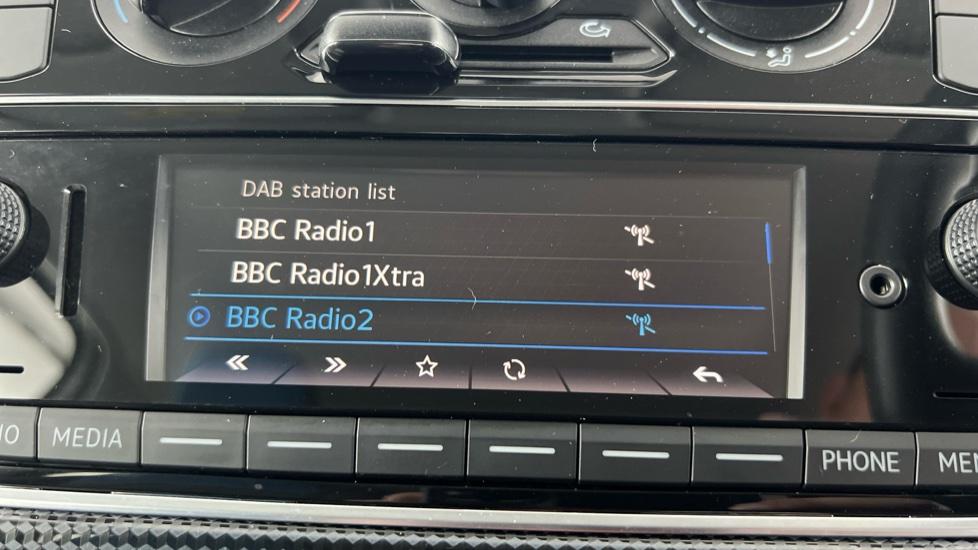 DAB station list
BBC Radio1
BBC Radio1Xtra
BBC Radio2
MEDIA
PHONE